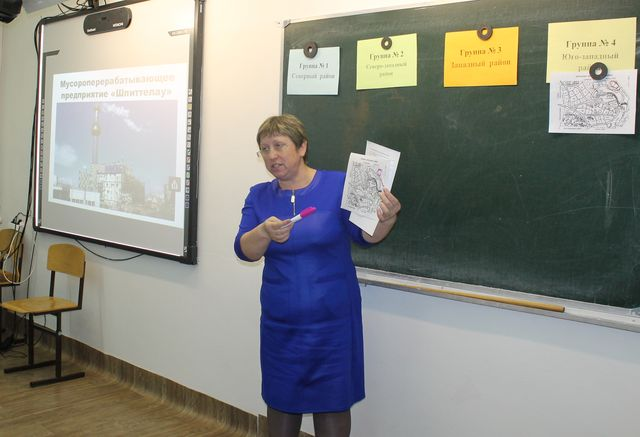 Мусороперерабатывающее
предприятие «Шпиттелау»
Группа № 1
Северный район
Группа № 2
Северо-западный
район
Группа № 3
Западный район
Группа № 4
Юго-западный